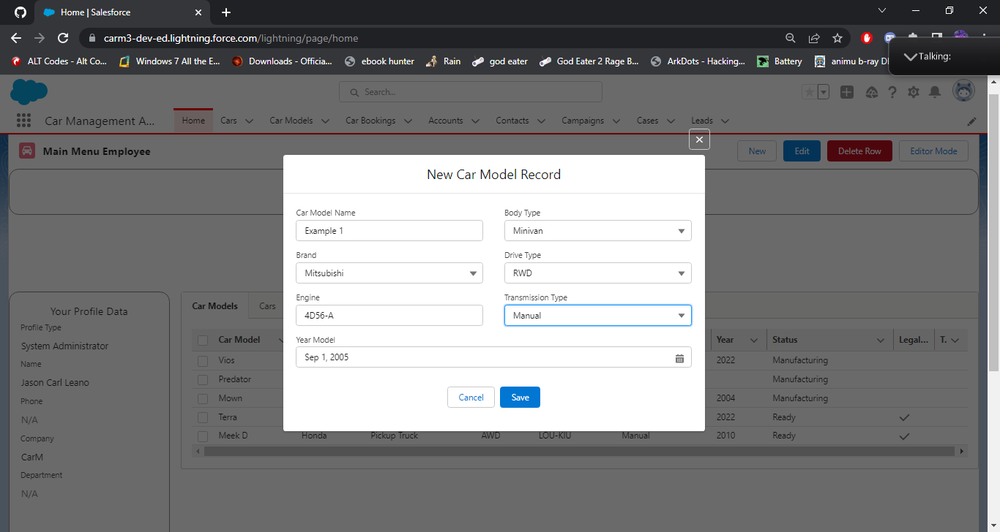 Home | Salesforce
carm3-dev-ed.lightning.force.com/lightning/page/home
ALT Codes - Alt Co... Windows 7 All the E... Downloads - Officia... ebook hunter Rain god eater God Eater 2 Rage B... ArkDots - Hacking... Battery animu b-ray
Talking:
Search...
Car Management A... Home Cars Car Models Car Bookings Accounts Contacts Campaigns Cases Leads
Main Menu Employee New Edit Delete Row Editor Mode
New Car Model Record
Car Model Name Body Type
Example 1 Minivan
Brand Drive Type
Mitsubishi RWD
Engine Transmission Type
4D56-A Manual
Year Model
Sep 1, 2005
Cancel Save
Your Profile Data
Profile Type
System Administrator
Name
Jason Carl Leano
Phone
N/A
Company
CarM
Department
N/A
Car Models Cars
Car Model Year Status Legal... T.
Vios 2022 Manufacturing
Predator Manufacturing
Mown 2004 Manufacturing
Terra 2022 Ready
Meek D Honda Pickup Truck AWD LOU-KIU Manual 2010 Ready